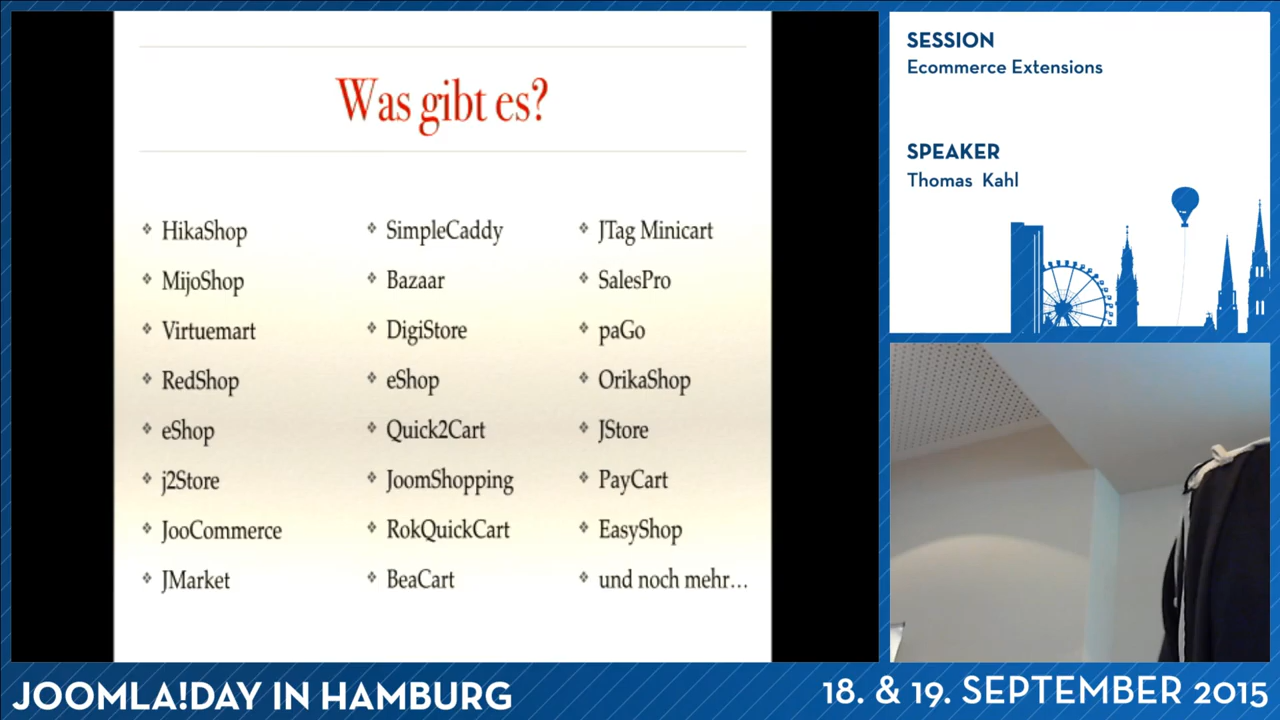 Was gibt es?
HikaShop
MijoShop
Virtuemart
RedShop
eShop
j2Store
JooCommerce
JMarket
SimpleCaddy
Bazaar
DigiStore
eShop
Quick2Cart
JoomShopping
RokQuickCart
BeaCart
JTag Minicart
SalesPro
paGo
OrikaShop
JStore
PayCart
EasyShop
und noch mehr...
SESSION
Ecommerce Extensions
SPEAKER
Thomas Kahl
JOOMLA!DAY IN HAMBURG
18. & 19. SEPTEMBER 2015